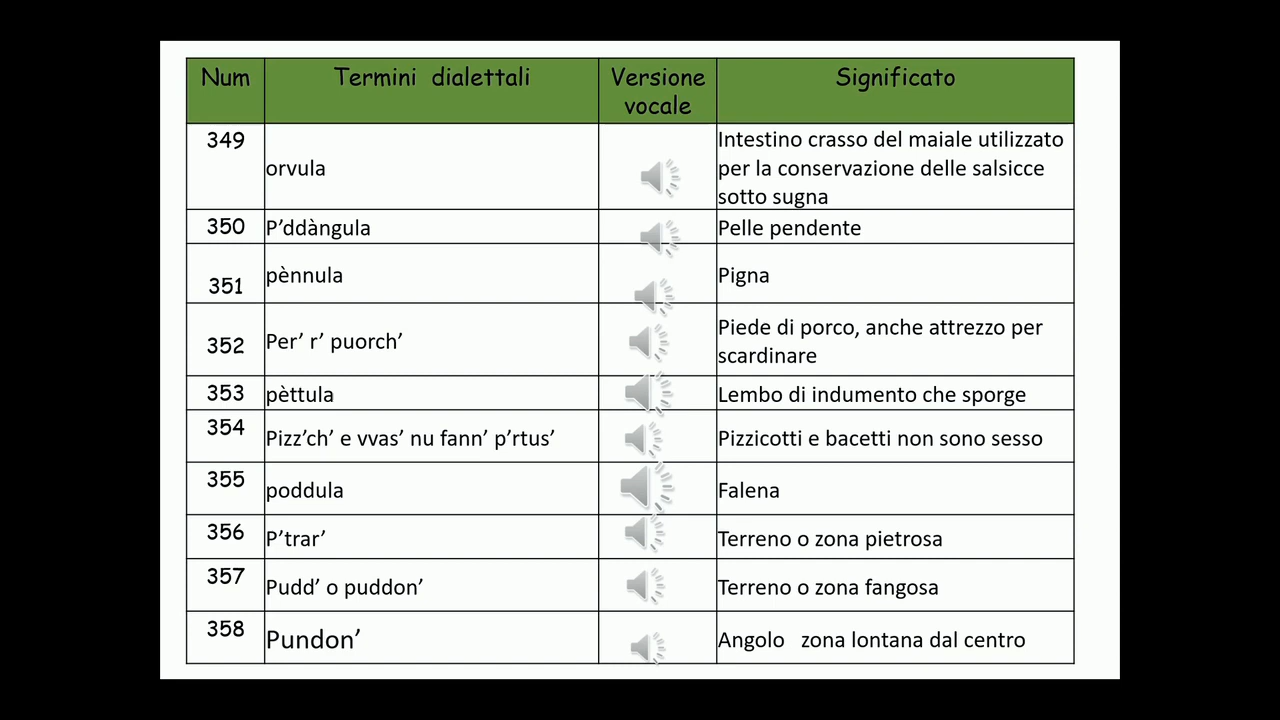 Num Termini dialettali Versione vocale Significato
349 orvula Intestino crasso del maiale utilizzato
per la conservazione delle salsicce
sotto sugna
350 P’ddàngula Pelle pendente
351 pènnula Pigna
352 Per’ r’ puorch’ Piede di porco, anche attrezzo per
scardinare
353 pèttula Lembo di indumento che sporge
354 Pizz’ch’ e vvas’ nu fann’ p’rtus’ Pizzicotti e bacetti non sono sesso
355 poddula Falena
356 P’trar’ Terreno o zona pietrosa
357 Pudd’ o puddon’ Terreno o zona fangosa
358 Pundon’ Angolo zona lontana dal centro